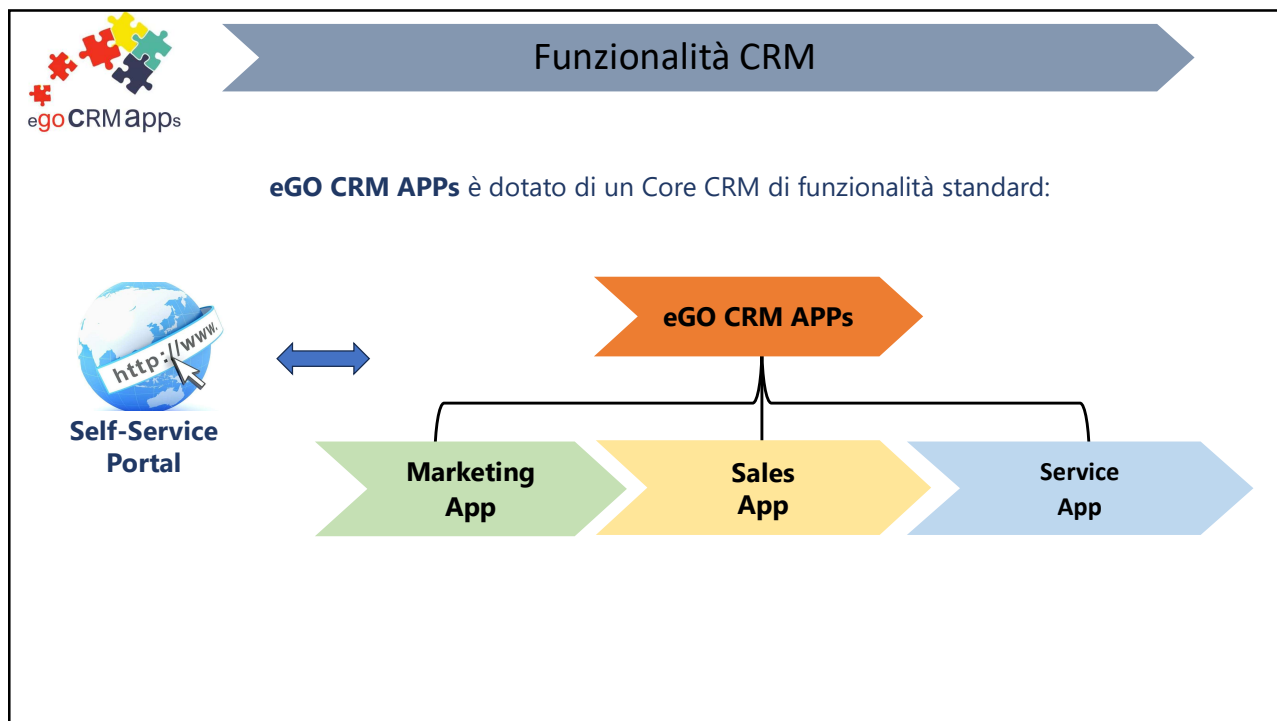 Funzionalità CRM
egoCRMapps
eGO CRM APPs è dotato di un Core CRM di funzionalità standard:
eGO CRM APPs
http://www.
Self-Service
Portal
Marketing
App
Sales
App
Service
App